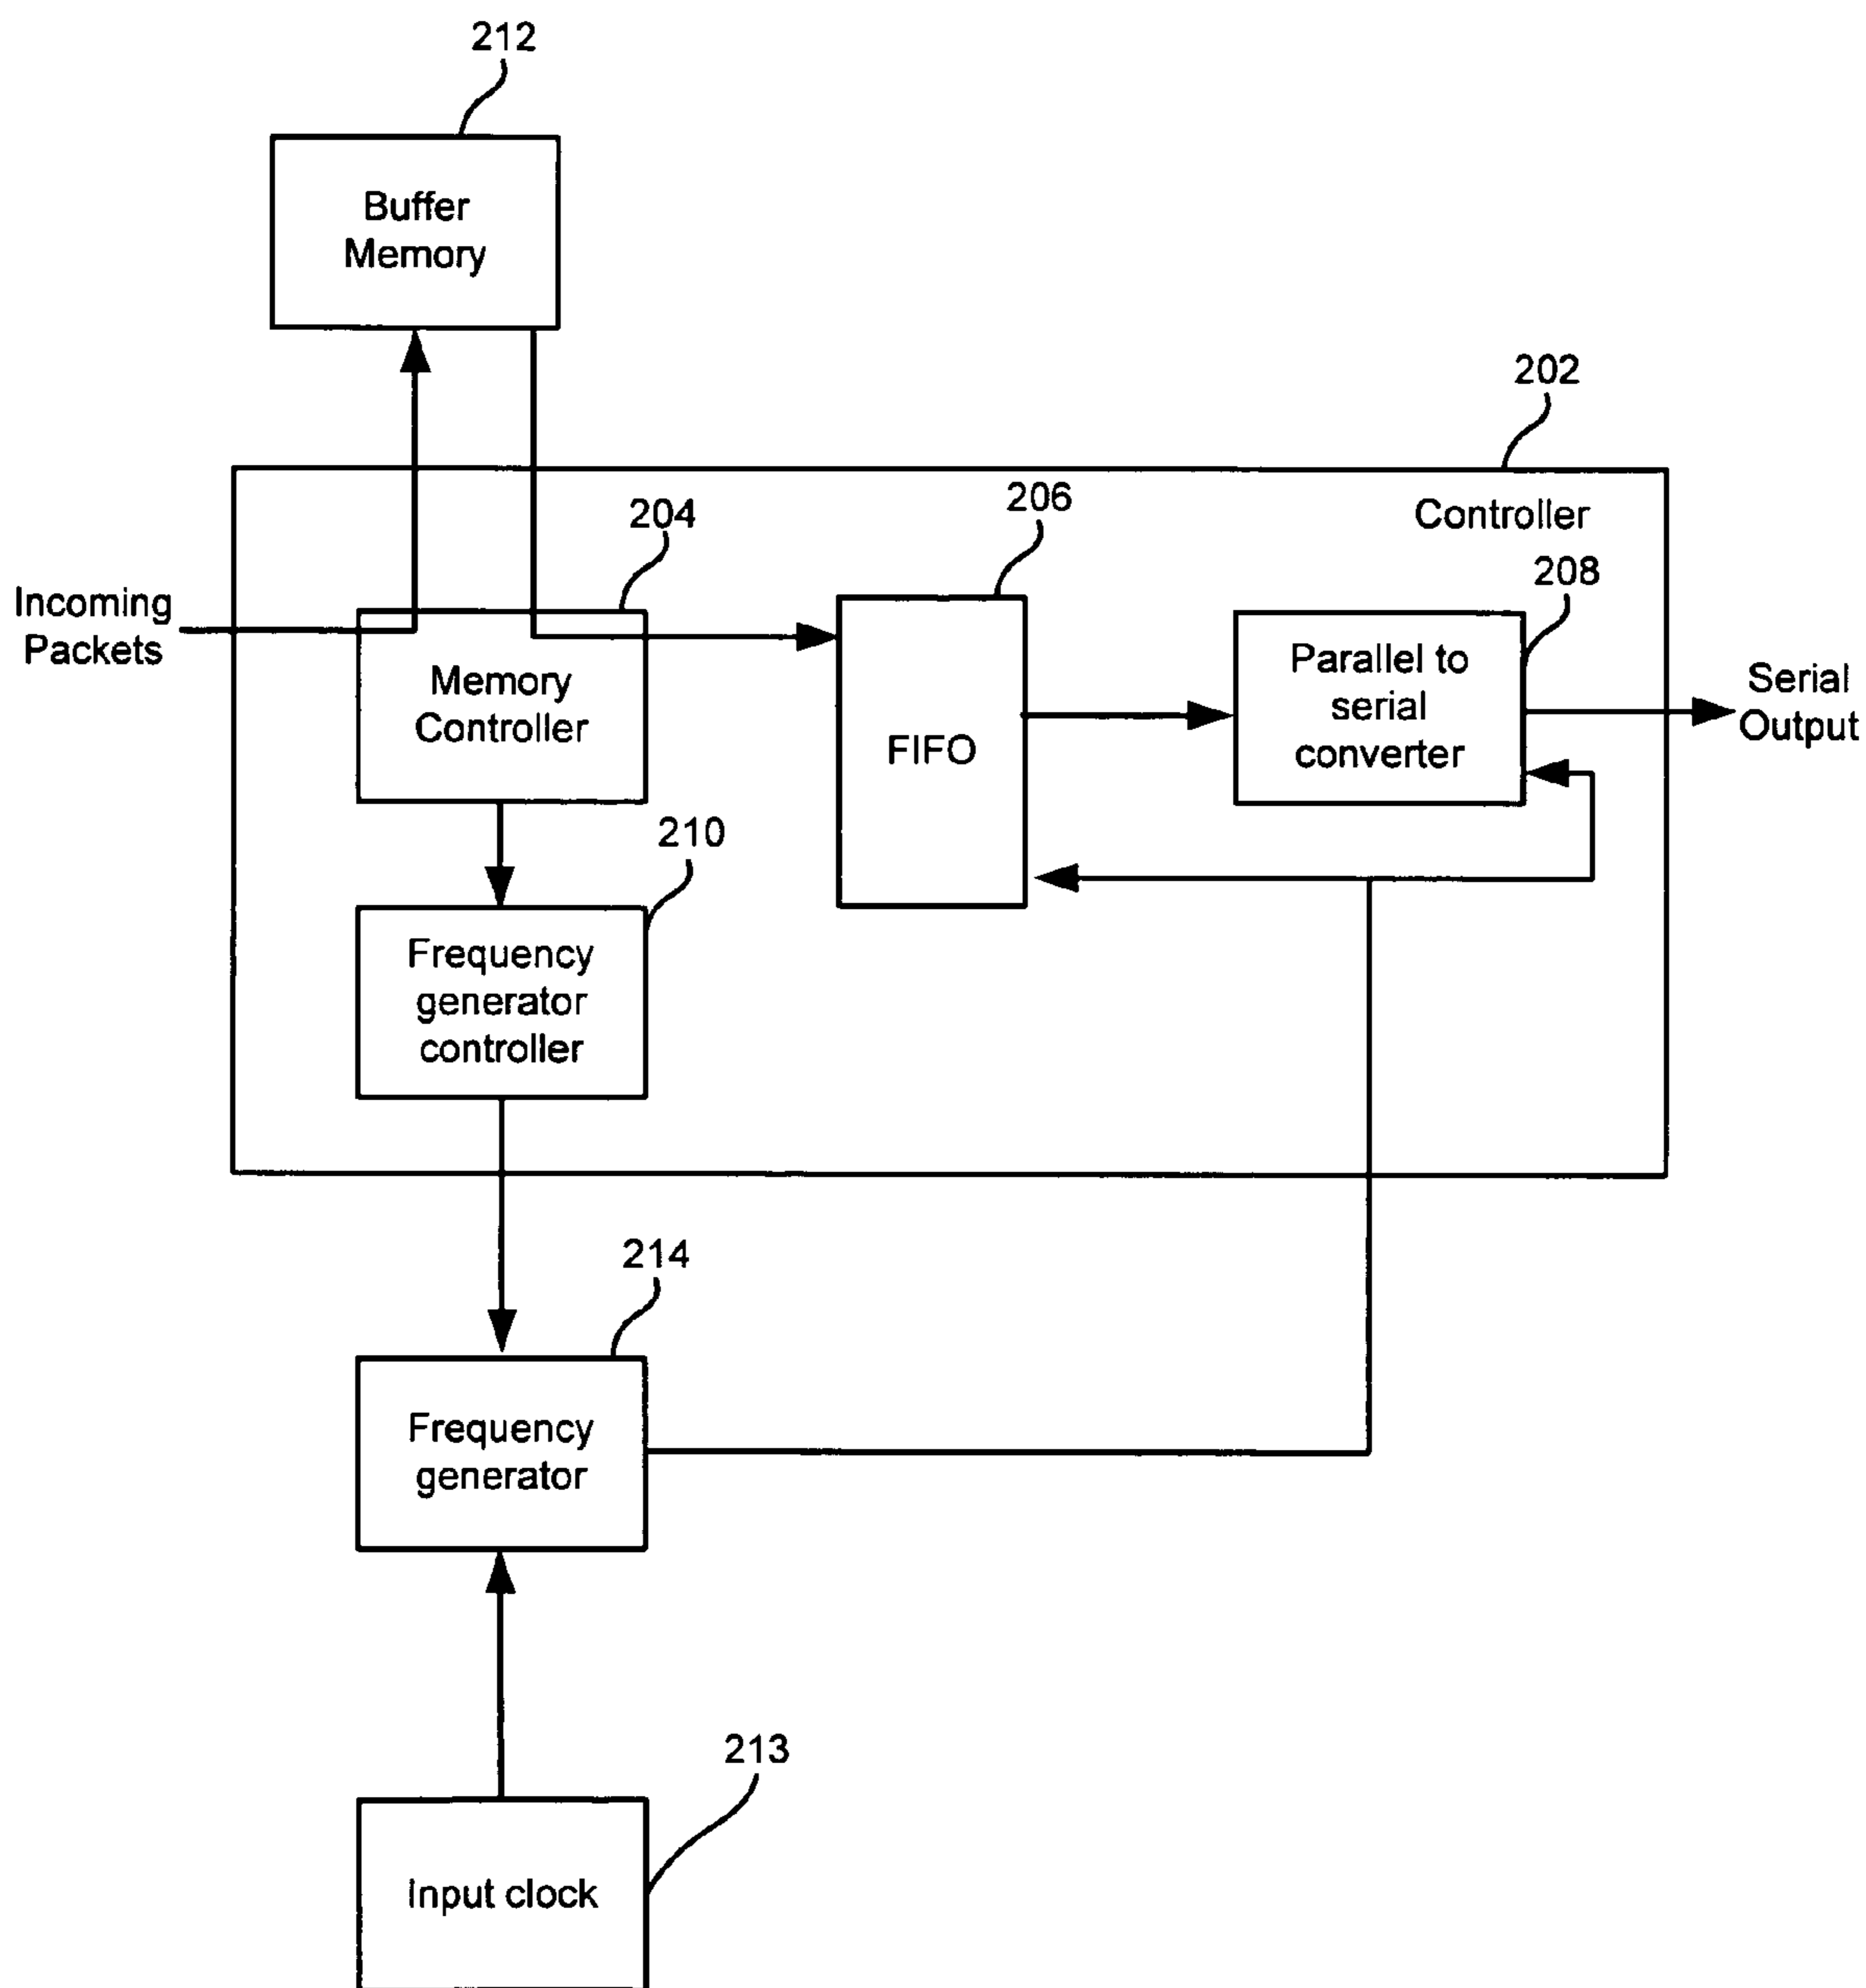 212
Buffer
Memory
202
Controller
204
206
208
Incoming
Packets
Memory
Controller
FIFO
Parallel to
serial
converter
Serial
Output
210
Frequency
generator
controller
214
Frequency
generator
213
Input clock